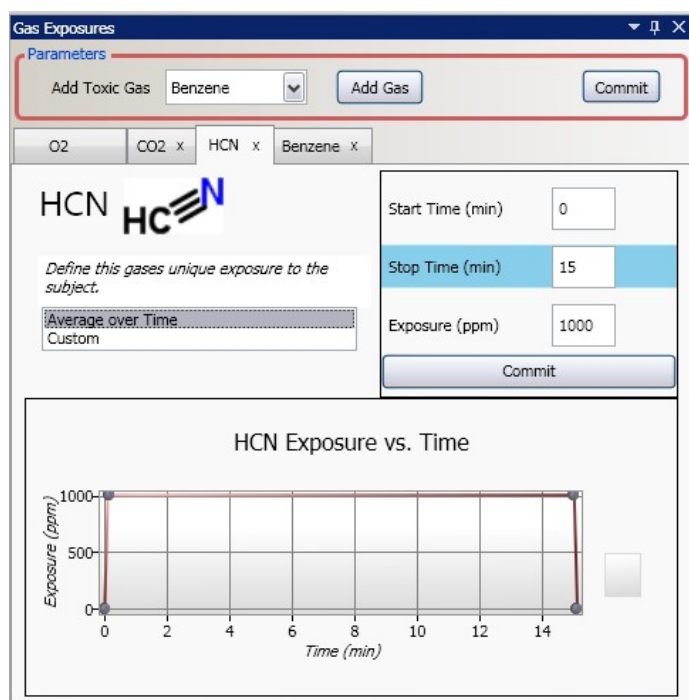 Gas Exposures
Parameters
Add Toxic Gas Benzene Add Gas Commit
O2 CO2 x HCN x Benzene x
HCN HC N
Start Time (min) 0
Define this gases unique exposure to the
subject.
Stop Time (min) 15
Average over Time
Custom
Exposure (ppm) 1000
Commit
HCN Exposure vs. Time
Exposure (ppm)
1000
500
0
0 2 4 6 8 10 12 14
Time (min)